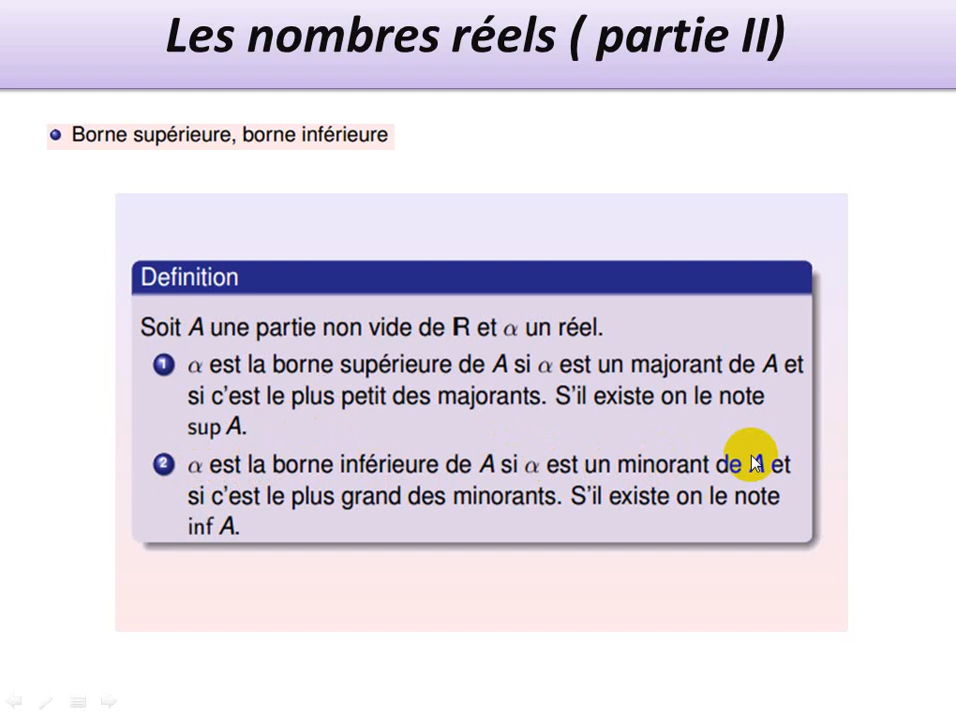 Les nombres réels ( partie II)
Borne supérieure, borne inférieure
Definition
Soit A une partie non vide de R et α un réel.
1 α est la borne supérieure de A si α est un majorant de A et
si c'est le plus petit des majorants. S'il existe on le note
sup A.
2 α est la borne inférieure de A si α est un minorant de A et
si c'est le plus grand des minorants. S'il existe on le note
inf A.